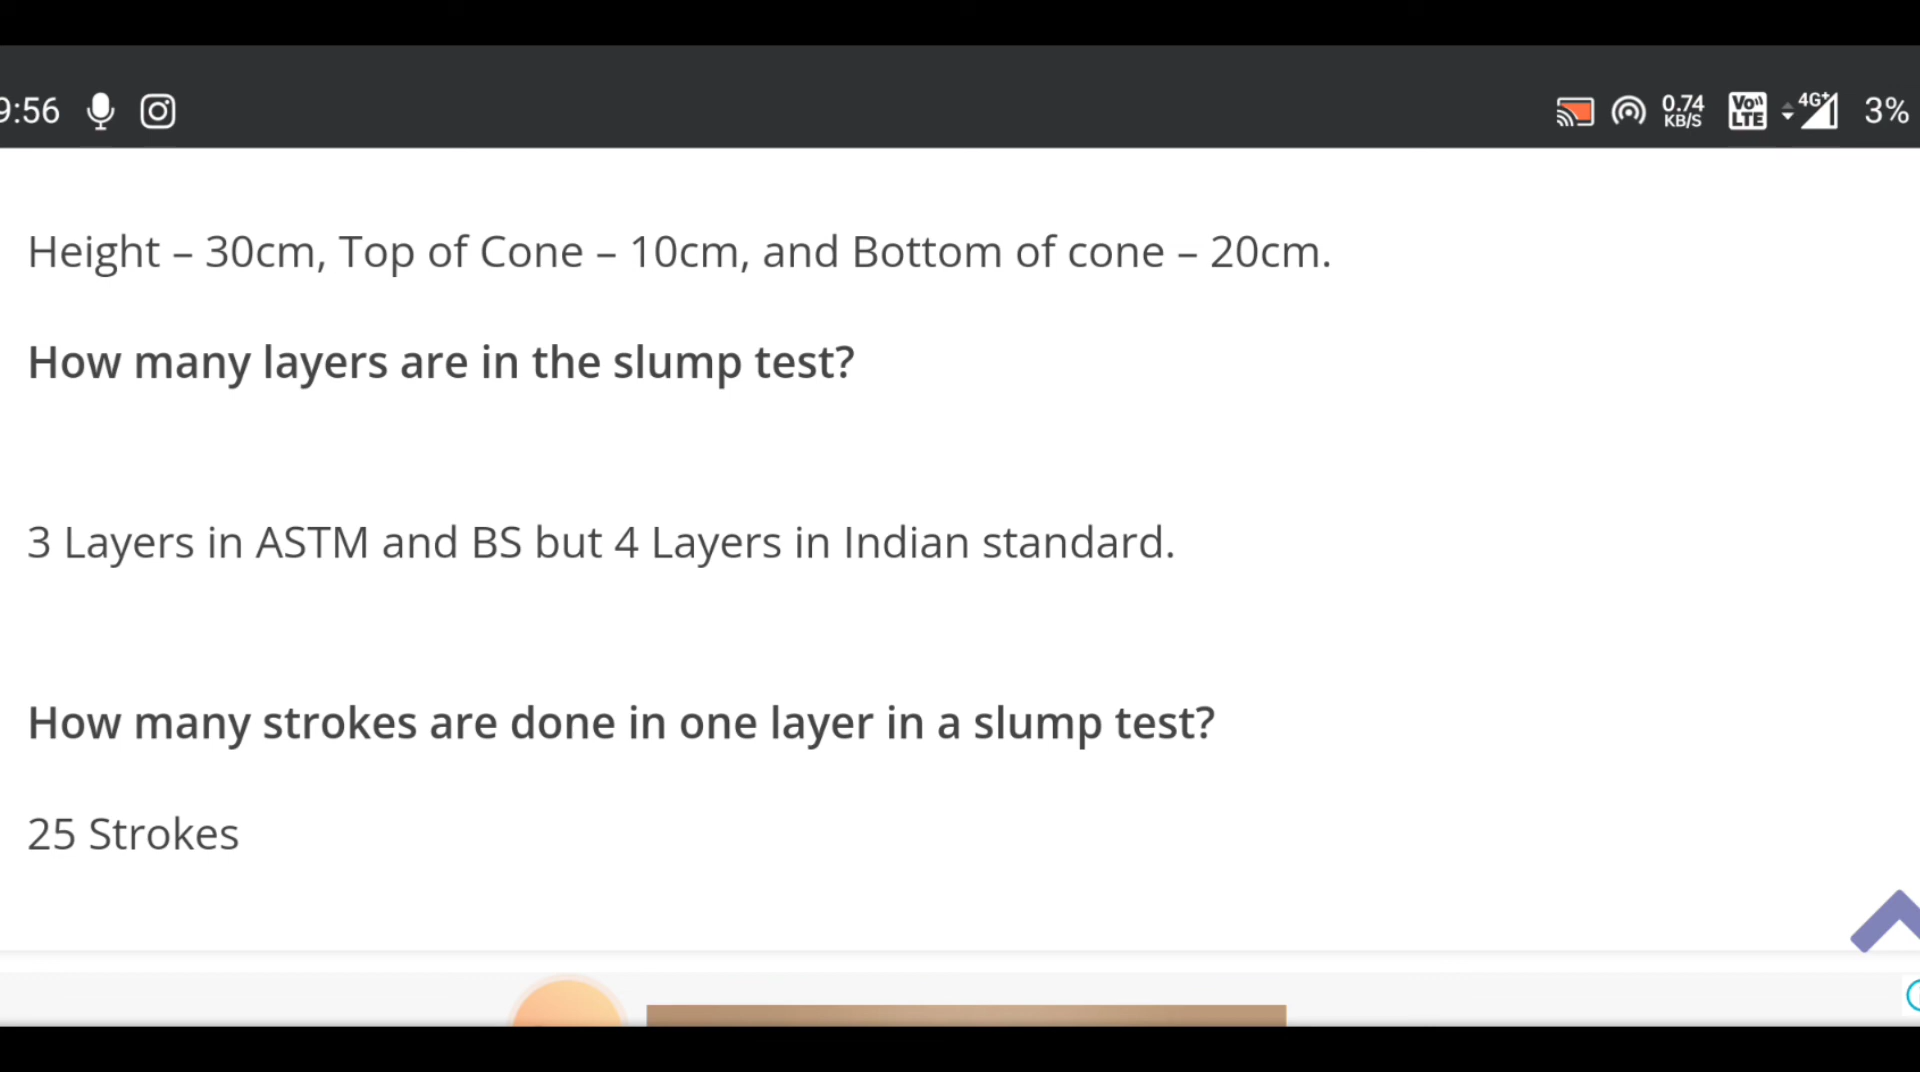 9:56 0.74 KB/S Vo LTE 4G+ 3%
Height – 30cm, Top of Cone – 10cm, and Bottom of cone – 20cm.
How many layers are in the slump test?
3 Layers in ASTM and BS but 4 Layers in Indian standard.
How many strokes are done in one layer in a slump test?
25 Strokes